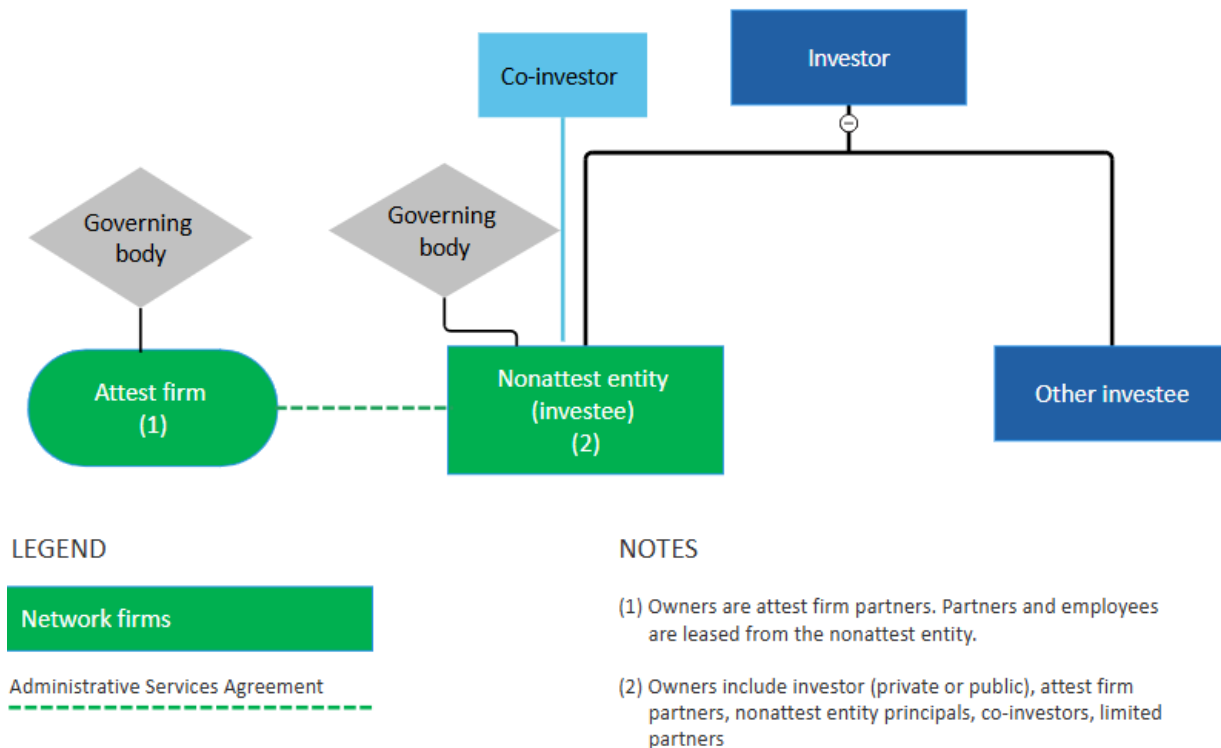 Co-investor
Investor
Governing
body
Governing
body
Attest firm
(1)
Nonattest entity
(investee)
(2)
Other investee
LEGEND
Network firms
Administrative Services Agreement
NOTES
(1) Owners are attest firm partners. Partners and employees
are leased from the nonattest entity.
(2) Owners include investor (private or public), attest firm
partners, nonattest entity principals, co-investors, limited
partners